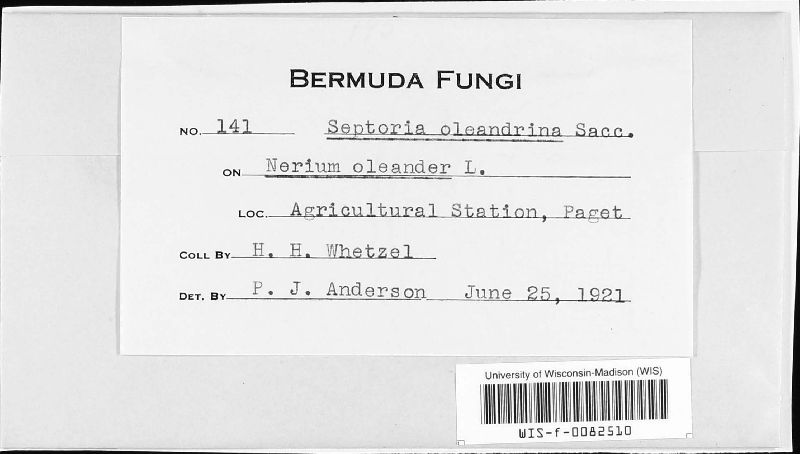 BERMUDA FUNGI
NO. 141 Septoria oleandrina Sacc.
ON Nerium oleander L.
LOC. Agricultural Station, Paget
COLL BY H. H. Whetzel
DET. BY P. J. Anderson June 25, 1921
University of Wisconsin-Madison (WIS)
WIS-f-0082510